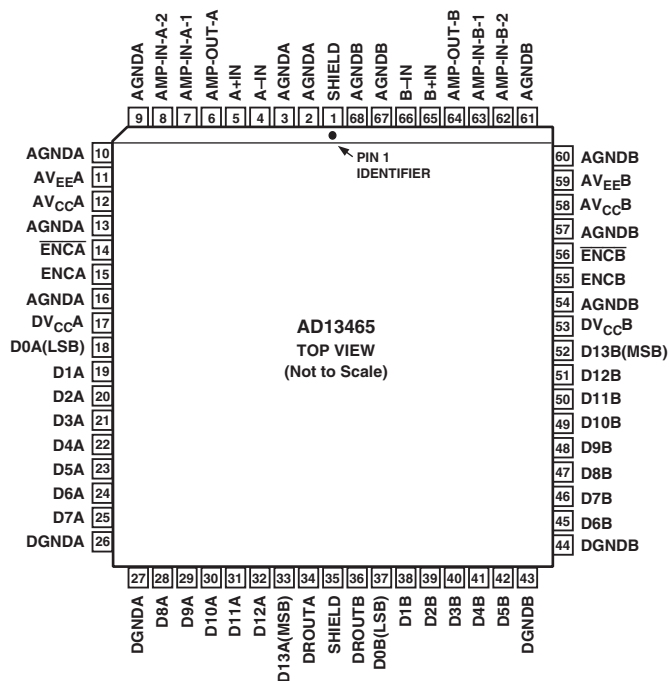 AGNDA
AMP-IN-A-2
AMP-IN-A-1
AMP-OUT-A
A+IN
A–IN
AGNDA
AGNDA
SHIELD
AGNDB
AGNDB
B–IN
B+IN
AMP-OUT-B
AMP-IN-B-1
AMP-IN-B-2
AGNDB
9 8 7 6 5 4 3 2 1 68 67 66 65 64 63 62 61
PIN 1
IDENTIFIER
AGNDA 10
AVEEA 11
AVCCA 12
AGNDA 13
ENCA 14
ENCA 15
AGNDA 16
DVCCA 17
D0A(LSB) 18
D1A 19
D2A 20
D3A 21
D4A 22
D5A 23
D6A 24
D7A 25
DGNDA 26
AD13465
TOP VIEW
(Not to Scale)
60 AGNDB
59 AVEEB
58 AVCCB
57 AGNDB
56 ENCB
55 ENCB
54 AGNDB
53 DVCCB
52 D13B(MSB)
51 D12B
50 D11B
49 D10B
48 D9B
47 D8B
46 D7B
45 D6B
44 DGNDB
27 28 29 30 31 32 33 34 35 36 37 38 39 40 41 42 43
DGNDA
D8A
D9A
D10A
D11A
D12A
D13A(MSB)
DROUTA
SHIELD
DROUTB
D0B(LSB)
D1B
D2B
D3B
D4B
D5B
DGNDB